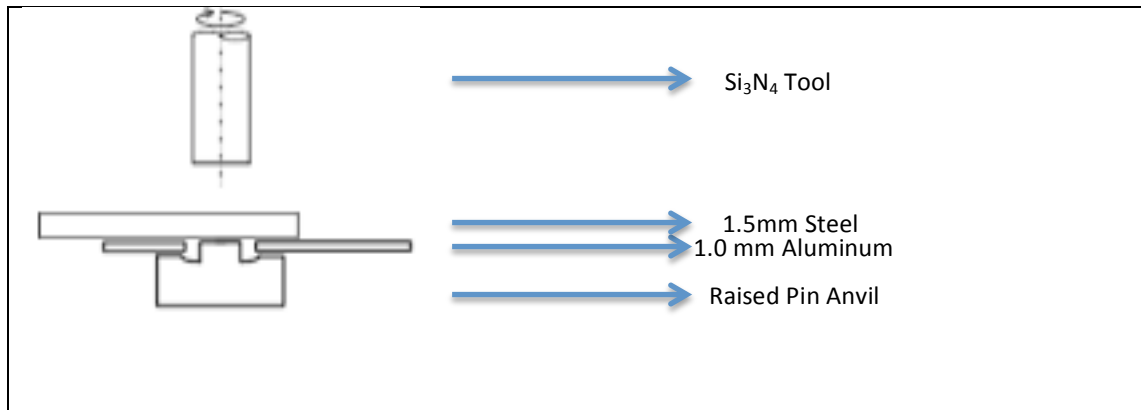 Si₃N₄ Tool
1.5mm Steel
1.0 mm Aluminum
Raised Pin Anvil